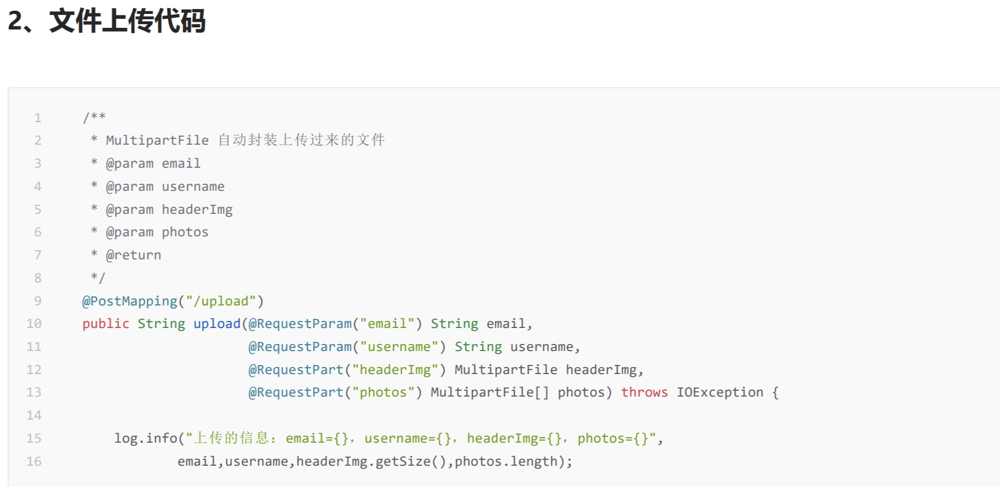 2、文件上传代码
1 /**
2 * MultipartFile 自动封装上传过来的文件
3 * @param email
4 * @param username
5 * @param headerImg
6 * @param photos
7 * @return
8 */
9 @PostMapping("/upload")
10 public String upload(@RequestParam("email") String email,
11 @RequestParam("username") String username,
12 @RequestPart("headerImg") MultipartFile headerImg,
13 @RequestPart("photos") MultipartFile[] photos) throws IOException {
14
15 log.info("上传的信息：email={}，username={}，headerImg={}，photos={}",
16 email,username,headerImg.getSize(),photos.length);